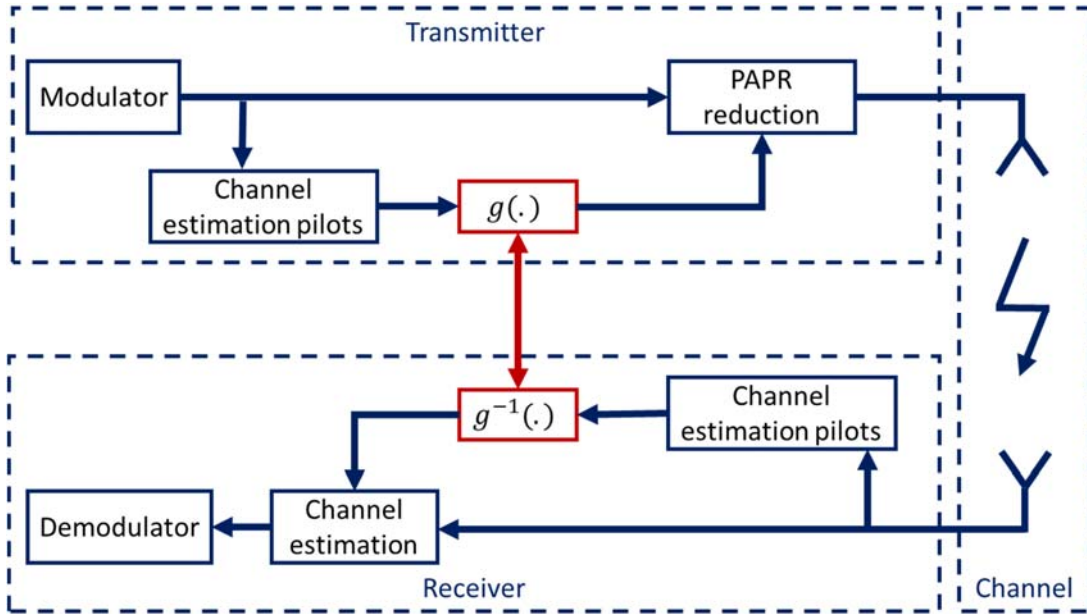 Transmitter
Modulator
PAPR
reduction
Channel
estimation pilots
g(.)
g⁻¹(.)
Channel
estimation pilots
Demodulator
Channel
estimation
Receiver
Channel